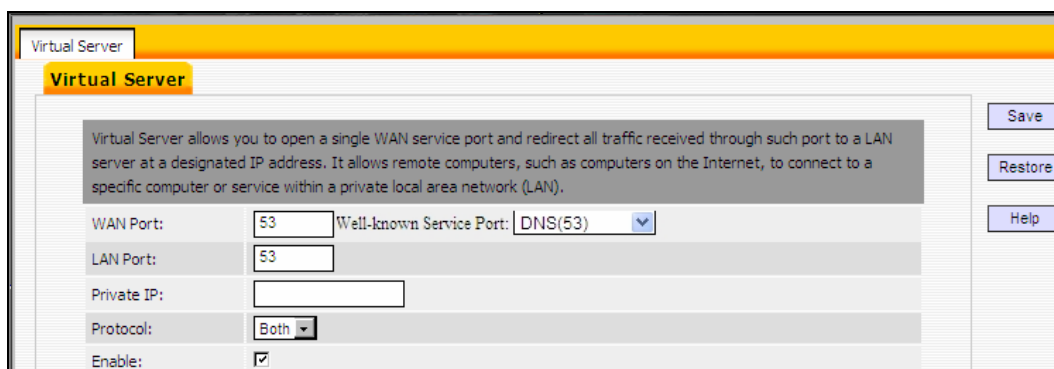 Virtual Server
Virtual Server
Virtual Server allows you to open a single WAN service port and redirect all traffic received through such port to a LAN
server at a designated IP address. It allows remote computers, such as computers on the Internet, to connect to a
specific computer or service within a private local area network (LAN).
WAN Port: 53 Well-known Service Port: DNS(53)
LAN Port: 53
Private IP:
Protocol: Both
Enable:
Save
Restore
Help